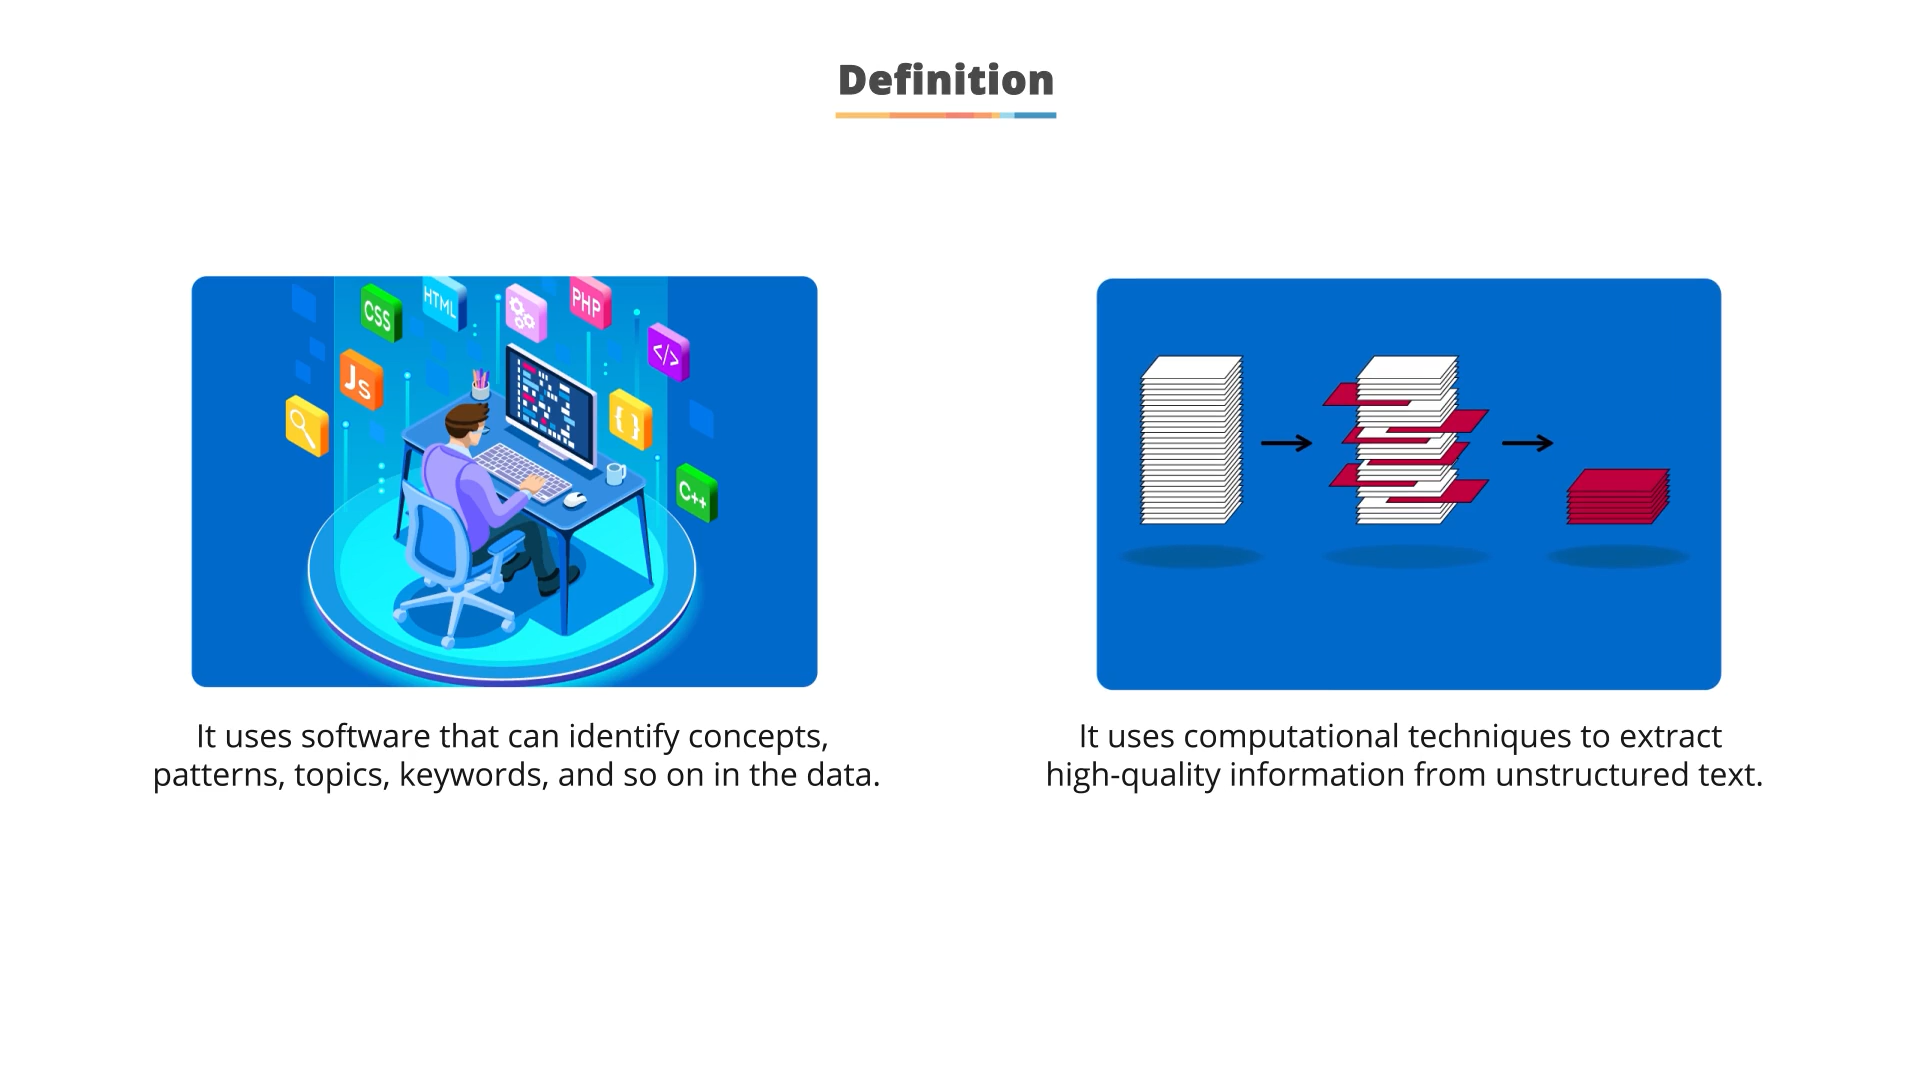 Definition
CSS
HTML
PHP
</>
Js
{ }
C++
It uses software that can identify concepts,
patterns, topics, keywords, and so on in the data.
It uses computational techniques to extract
high-quality information from unstructured text.